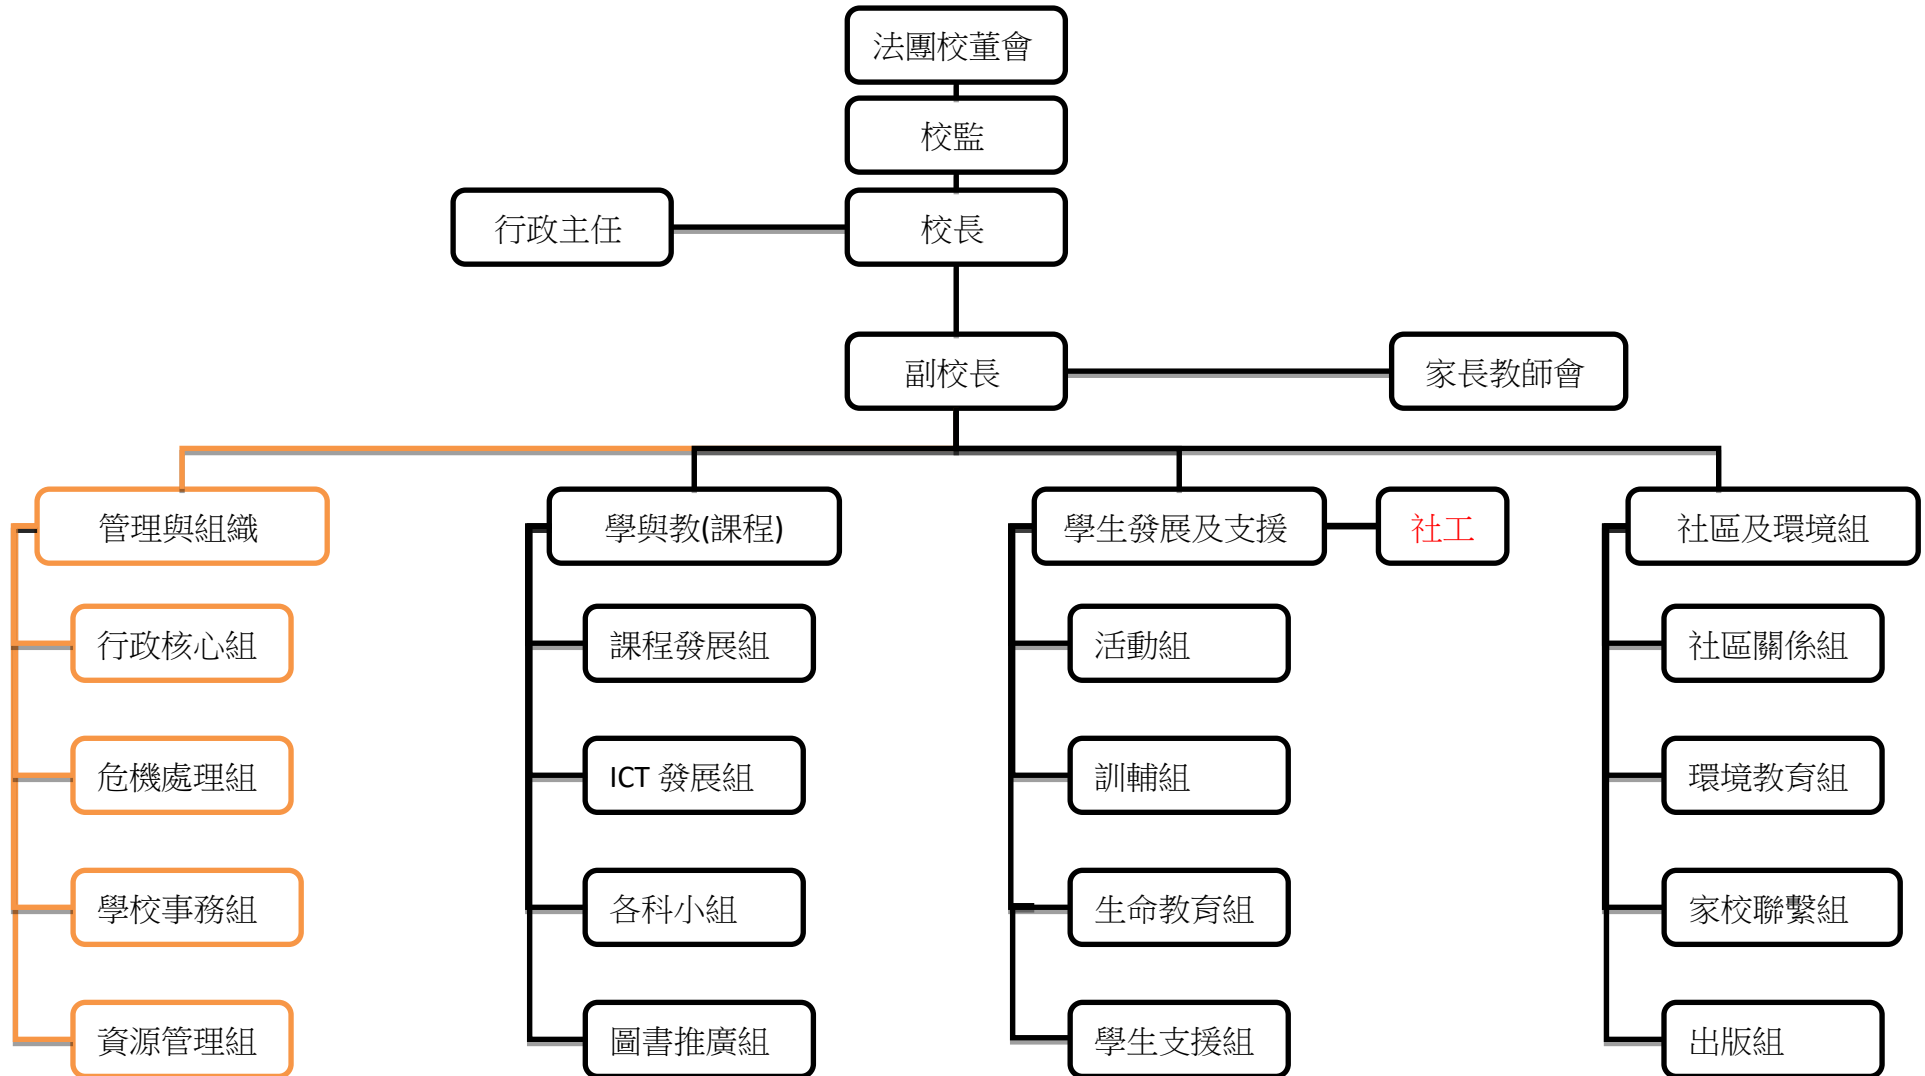 法團校董會
校監
行政主任
校長
副校長
家長教師會
管理與組織
學與教(課程)
學生發展及支援
社工
社區及環境組
行政核心組
課程發展組
活動組
社區關係組
危機處理組
ICT 發展組
訓輔組
環境教育組
學校事務組
各科小組
生命教育組
家校聯繫組
資源管理組
圖書推廣組
學生支援組
出版組